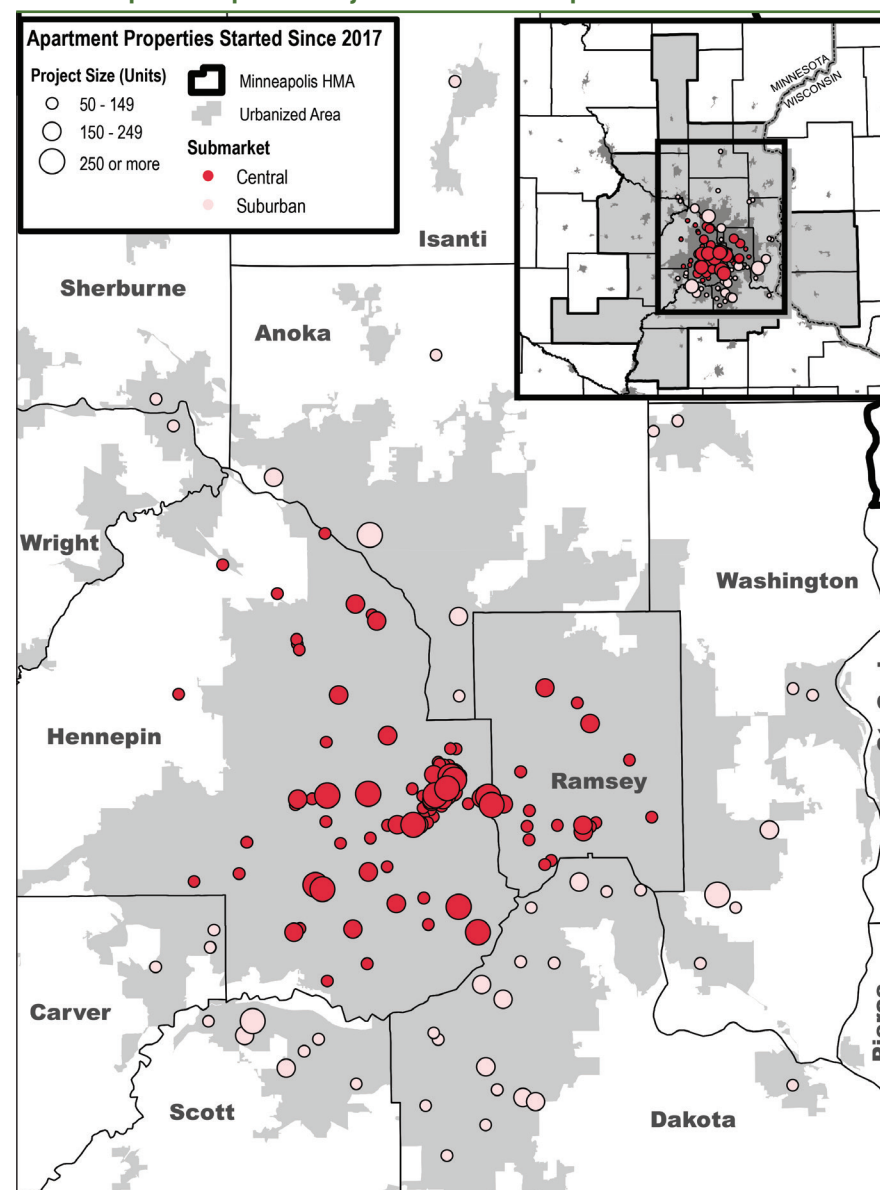 Apartment Properties Started Since 2017
Project Size (Units)
50 - 149
150 - 249
250 or more
Minneapolis HMA
Urbanized Area
Submarket
Central
Suburban
MINNESOTA
WISCONSIN
Isanti
Sherburne
Anoka
Wright
Washington
Hennepin
Ramsey
Carver
Pierce
Scott
Dakota